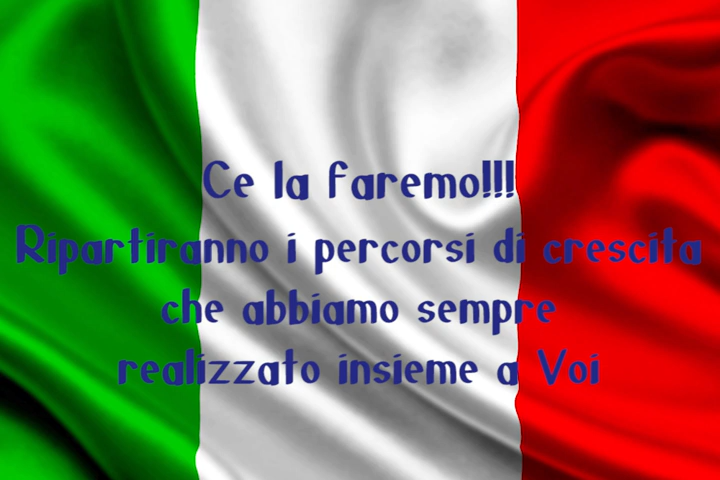 Ce la faremo!!!
Ripartiranno i percorsi di crescita
che abbiamo sempre
realizzato insieme a Voi